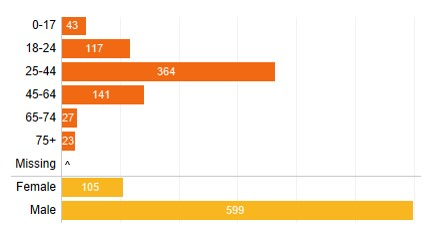 0-17 43
18-24 117
25-44 364
45-64 141
65-74 27
75+ 23
Missing ^
Female 105
Male 599